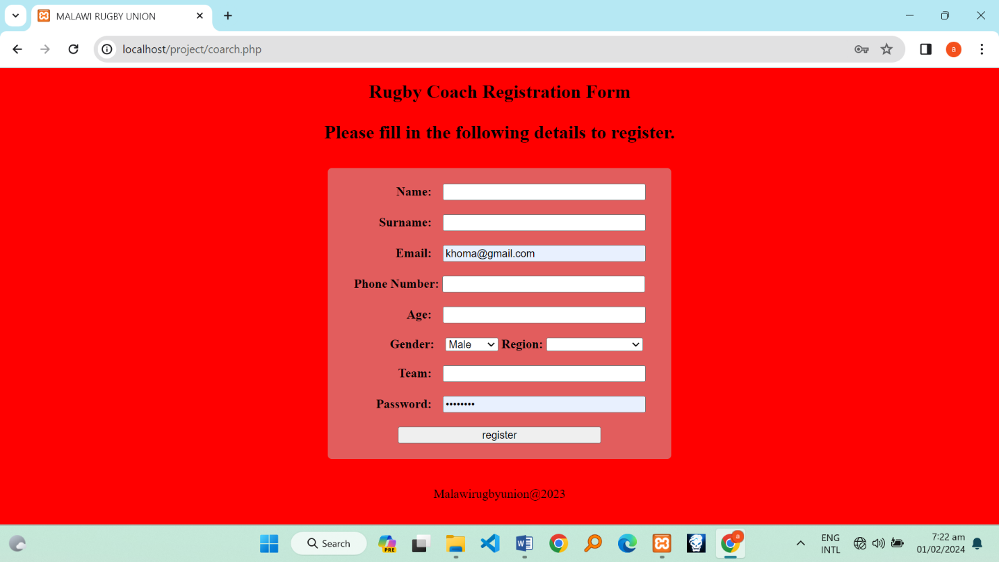 MALAWI RUGBY UNION
localhost/project/coarch.php
a
Rugby Coach Registration Form
Please fill in the following details to register.
Name:
Surname:
Email: khoma@gmail.com
Phone Number:
Age:
Gender: Male Region:
Team:
Password: ••••••••
register
Malawirugbyunion@2023
Search
PRE
a
ENG
INTL
7:22 am
01/02/2024